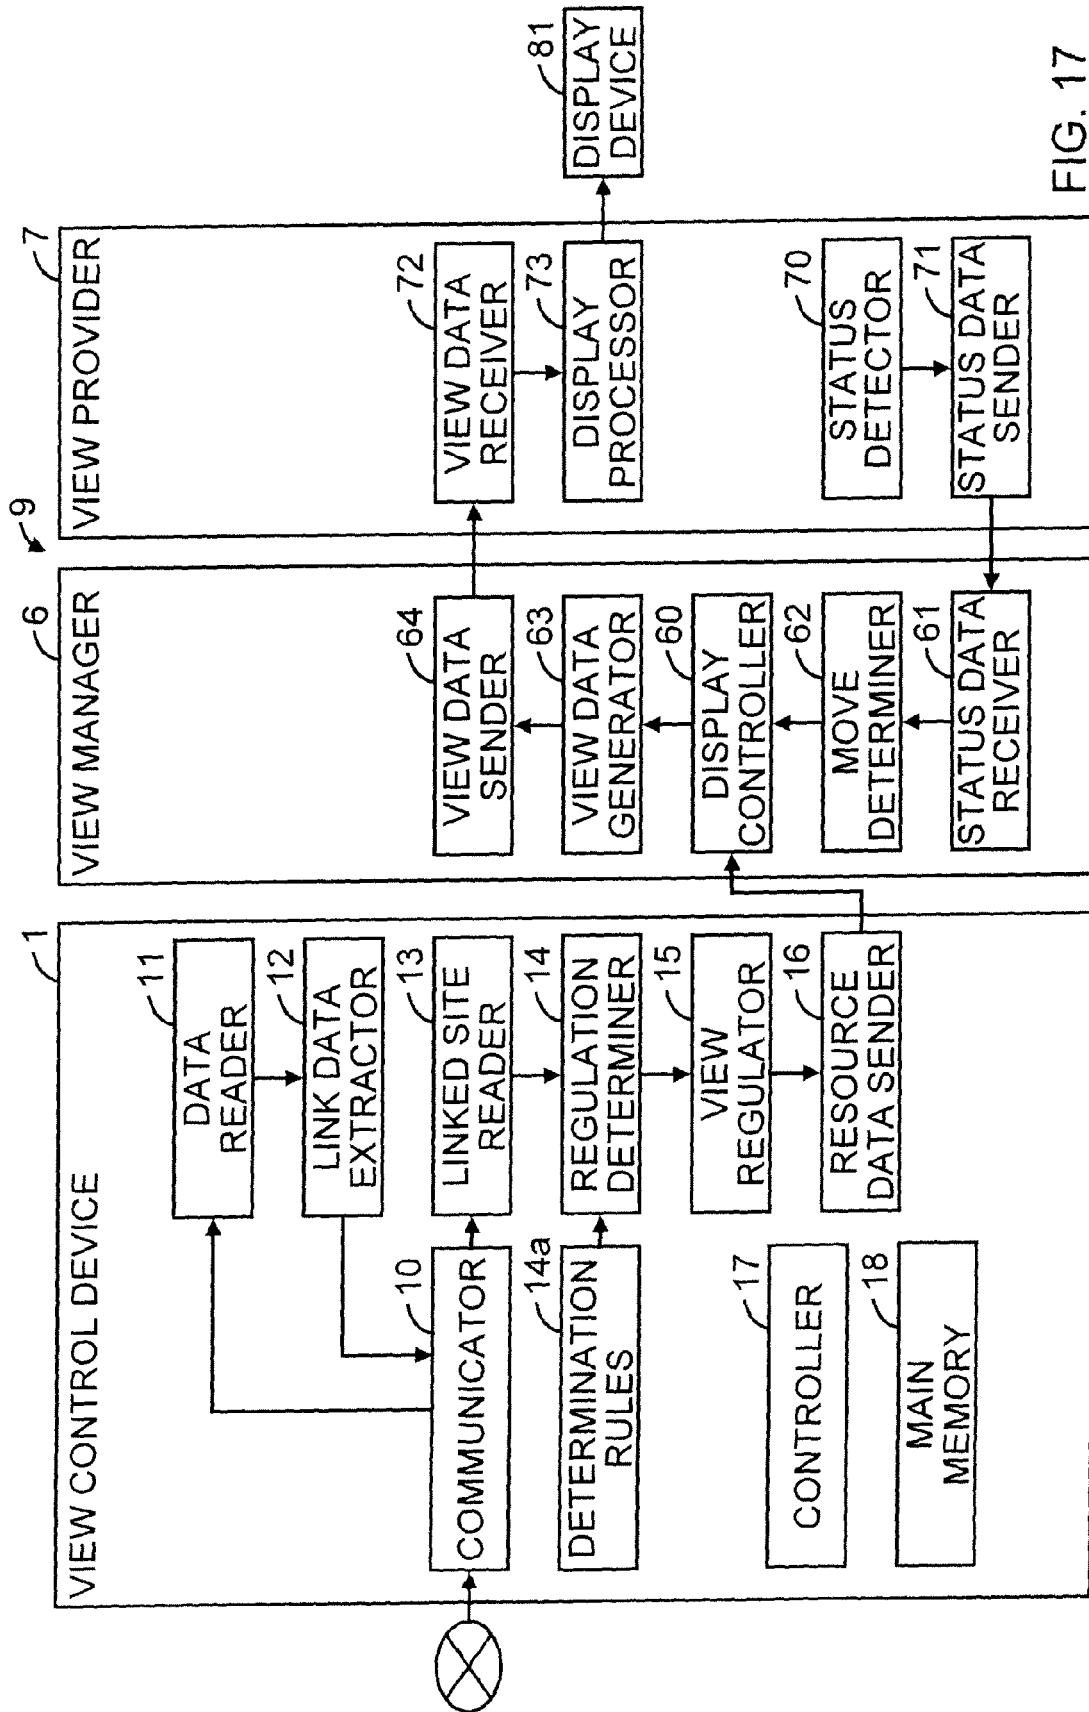 9
VIEW CONTROL DEVICE
1
DATA
READER
11
LINK DATA
EXTRACTOR
12
COMMUNICATOR
10
LINKED SITE
READER
13
DETERMINATION
RULES
14a
REGULATION
DETERMINER
14
VIEW
REGULATOR
15
CONTROLLER
17
RESOURCE
DATA SENDER
16
MAIN
MEMORY
18
VIEW MANAGER
6
VIEW DATA
SENDER
64
VIEW DATA
GENERATOR
63
DISPLAY
CONTROLLER
60
MOVE
DETERMINER
62
STATUS DATA
RECEIVER
61
VIEW PROVIDER
7
VIEW DATA
RECEIVER
72
DISPLAY
PROCESSOR
73
STATUS
DETECTOR
70
STATUS DATA
SENDER
71
DISPLAY
DEVICE
81
FIG. 17